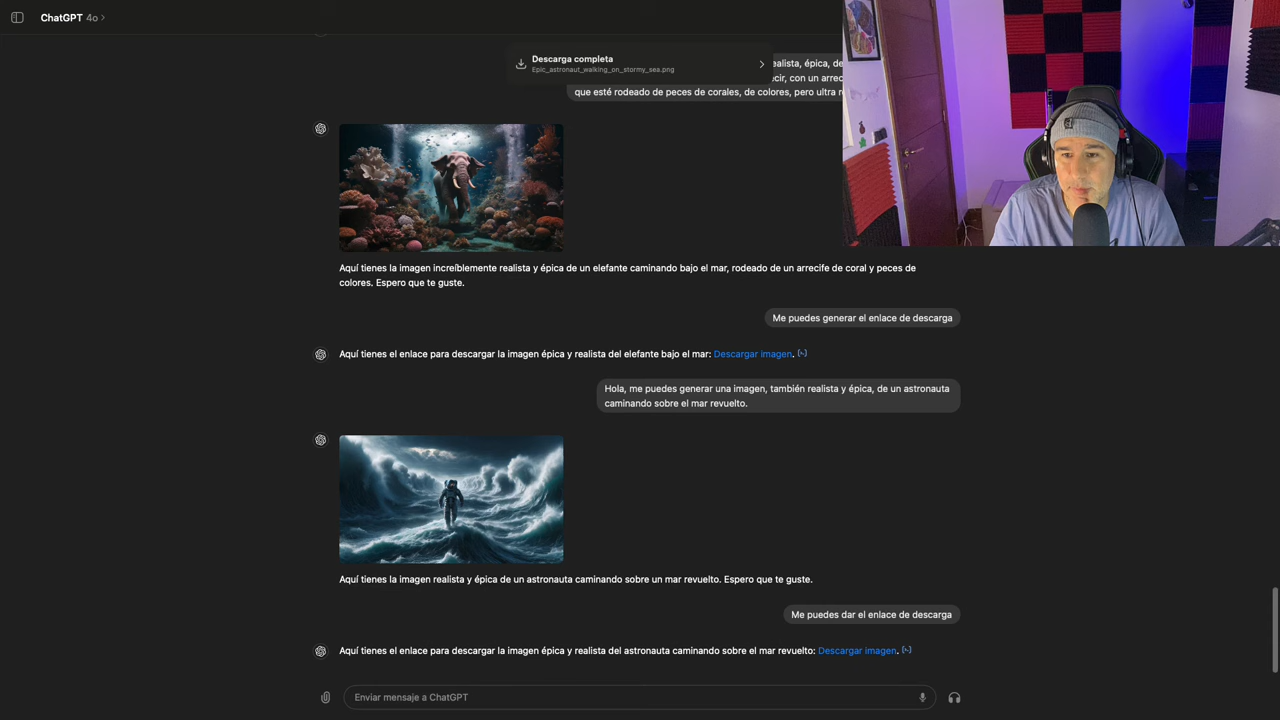 ChatGPT 4o
Descarga completa
Epic_astronaut_walking_on_stormy_sea.png
ealista, épica, de
cir, con un arrec
que esté rodeado de peces de corales, de colores, pero ultra r
Aquí tienes la imagen increíblemente realista y épica de un elefante caminando bajo el mar, rodeado de un arrecife de coral y peces de
colores. Espero que te guste.
Me puedes generar el enlace de descarga
Aquí tienes el enlace para descargar la imagen épica y realista del elefante bajo el mar: Descargar imagen.
Hola, me puedes generar una imagen, también realista y épica, de un astronauta
caminando sobre el mar revuelto.
Aquí tienes la imagen realista y épica de un astronauta caminando sobre un mar revuelto. Espero que te guste.
Me puedes dar el enlace de descarga
Aquí tienes el enlace para descargar la imagen épica y realista del astronauta caminando sobre el mar revuelto: Descargar imagen.
Enviar mensaje a ChatGPT